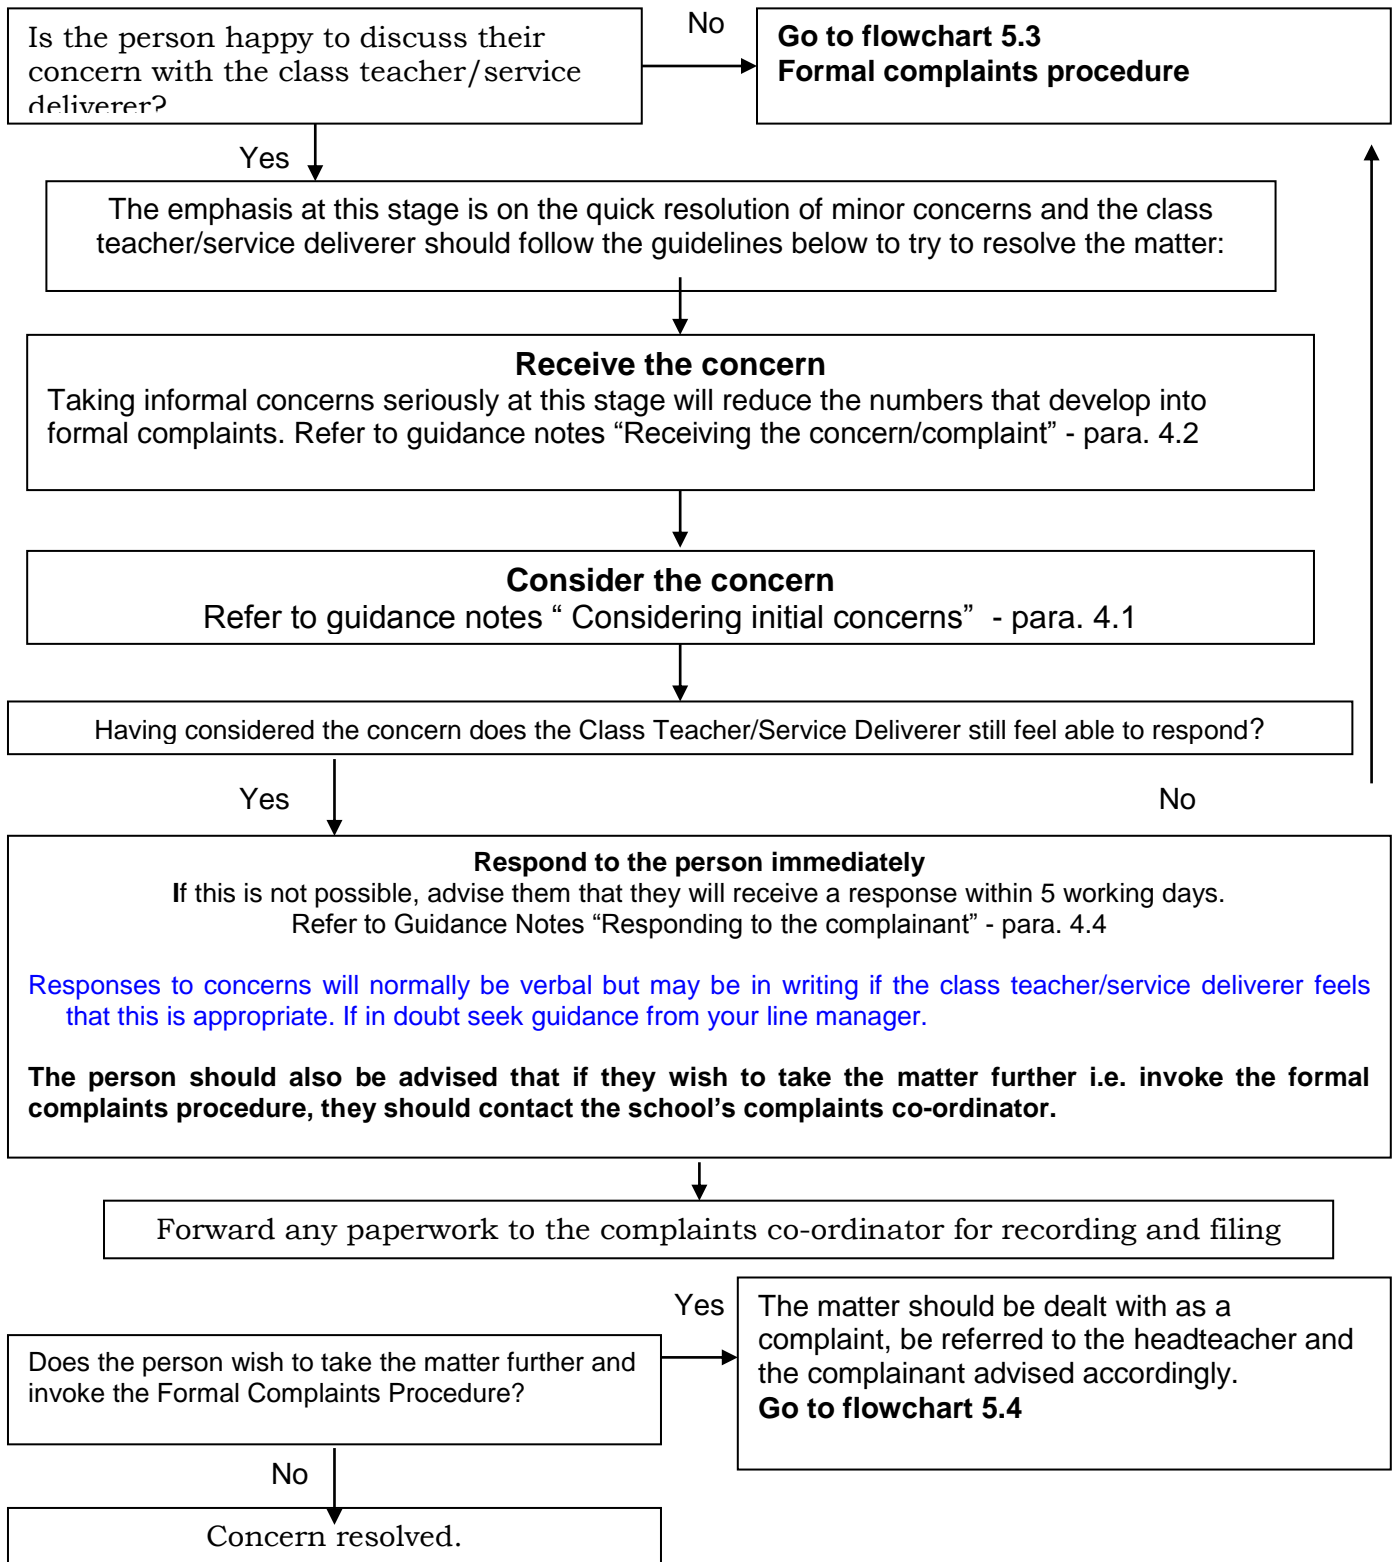 Is the person happy to discuss their
concern with the class teacher/service
deliverer?
No
Go to flowchart 5.3
Formal complaints procedure
Yes
The emphasis at this stage is on the quick resolution of minor concerns and the class
teacher/service deliverer should follow the guidelines below to try to resolve the matter:
Receive the concern
Taking informal concerns seriously at this stage will reduce the numbers that develop into
formal complaints. Refer to guidance notes “Receiving the concern/complaint” - para. 4.2
Consider the concern
Refer to guidance notes “ Considering initial concerns” - para. 4.1
Having considered the concern does the Class Teacher/Service Deliverer still feel able to respond?
Yes
No
Respond to the person immediately
If this is not possible, advise them that they will receive a response within 5 working days.
Refer to Guidance Notes “Responding to the complainant” - para. 4.4
Responses to concerns will normally be verbal but may be in writing if the class teacher/service deliverer feels
that this is appropriate. If in doubt seek guidance from your line manager.
The person should also be advised that if they wish to take the matter further i.e. invoke the formal
complaints procedure, they should contact the school’s complaints co-ordinator.
Forward any paperwork to the complaints co-ordinator for recording and filing
Does the person wish to take the matter further and
invoke the Formal Complaints Procedure?
Yes
The matter should be dealt with as a
complaint, be referred to the headteacher and
the complainant advised accordingly.
Go to flowchart 5.4
No
Concern resolved.